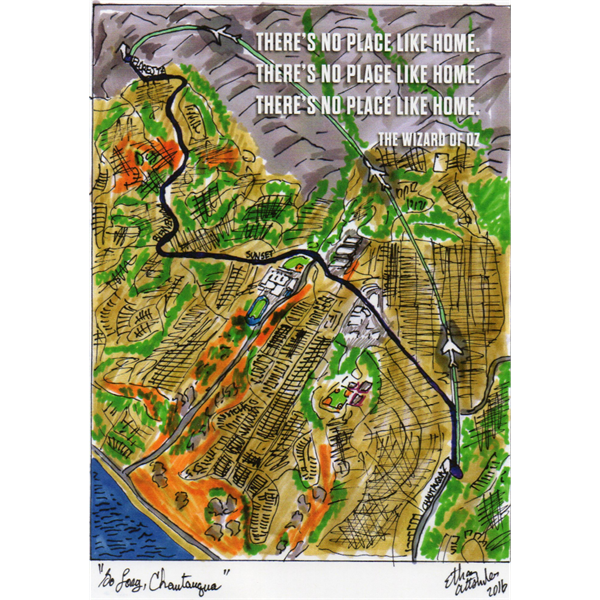 THERE'S NO PLACE LIKE HOME.
THERE'S NO PLACE LIKE HOME.
THERE'S NO PLACE LIKE HOME.
THE WIZARD OF OZ
SUNSET
"So Long, Chautauqua"
Ethan
2016